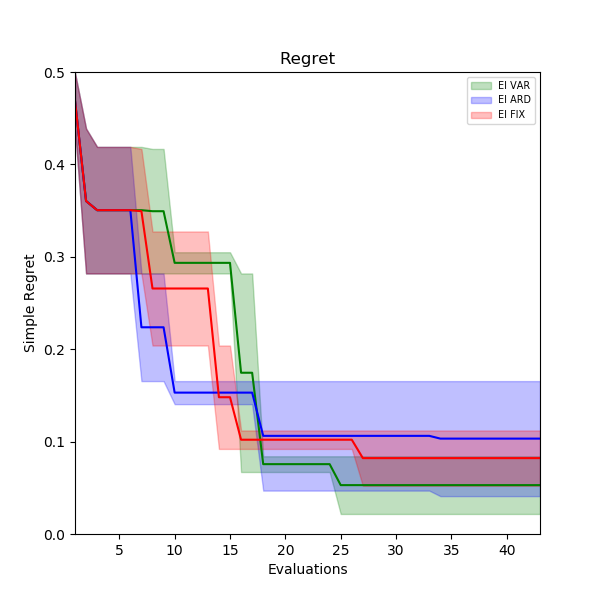 Regret
EI VAR
EI ARD
EI FIX
0.5
0.4
0.3
0.2
0.1
0.0
Simple Regret
5 10 15 20 25 30 35 40
Evaluations